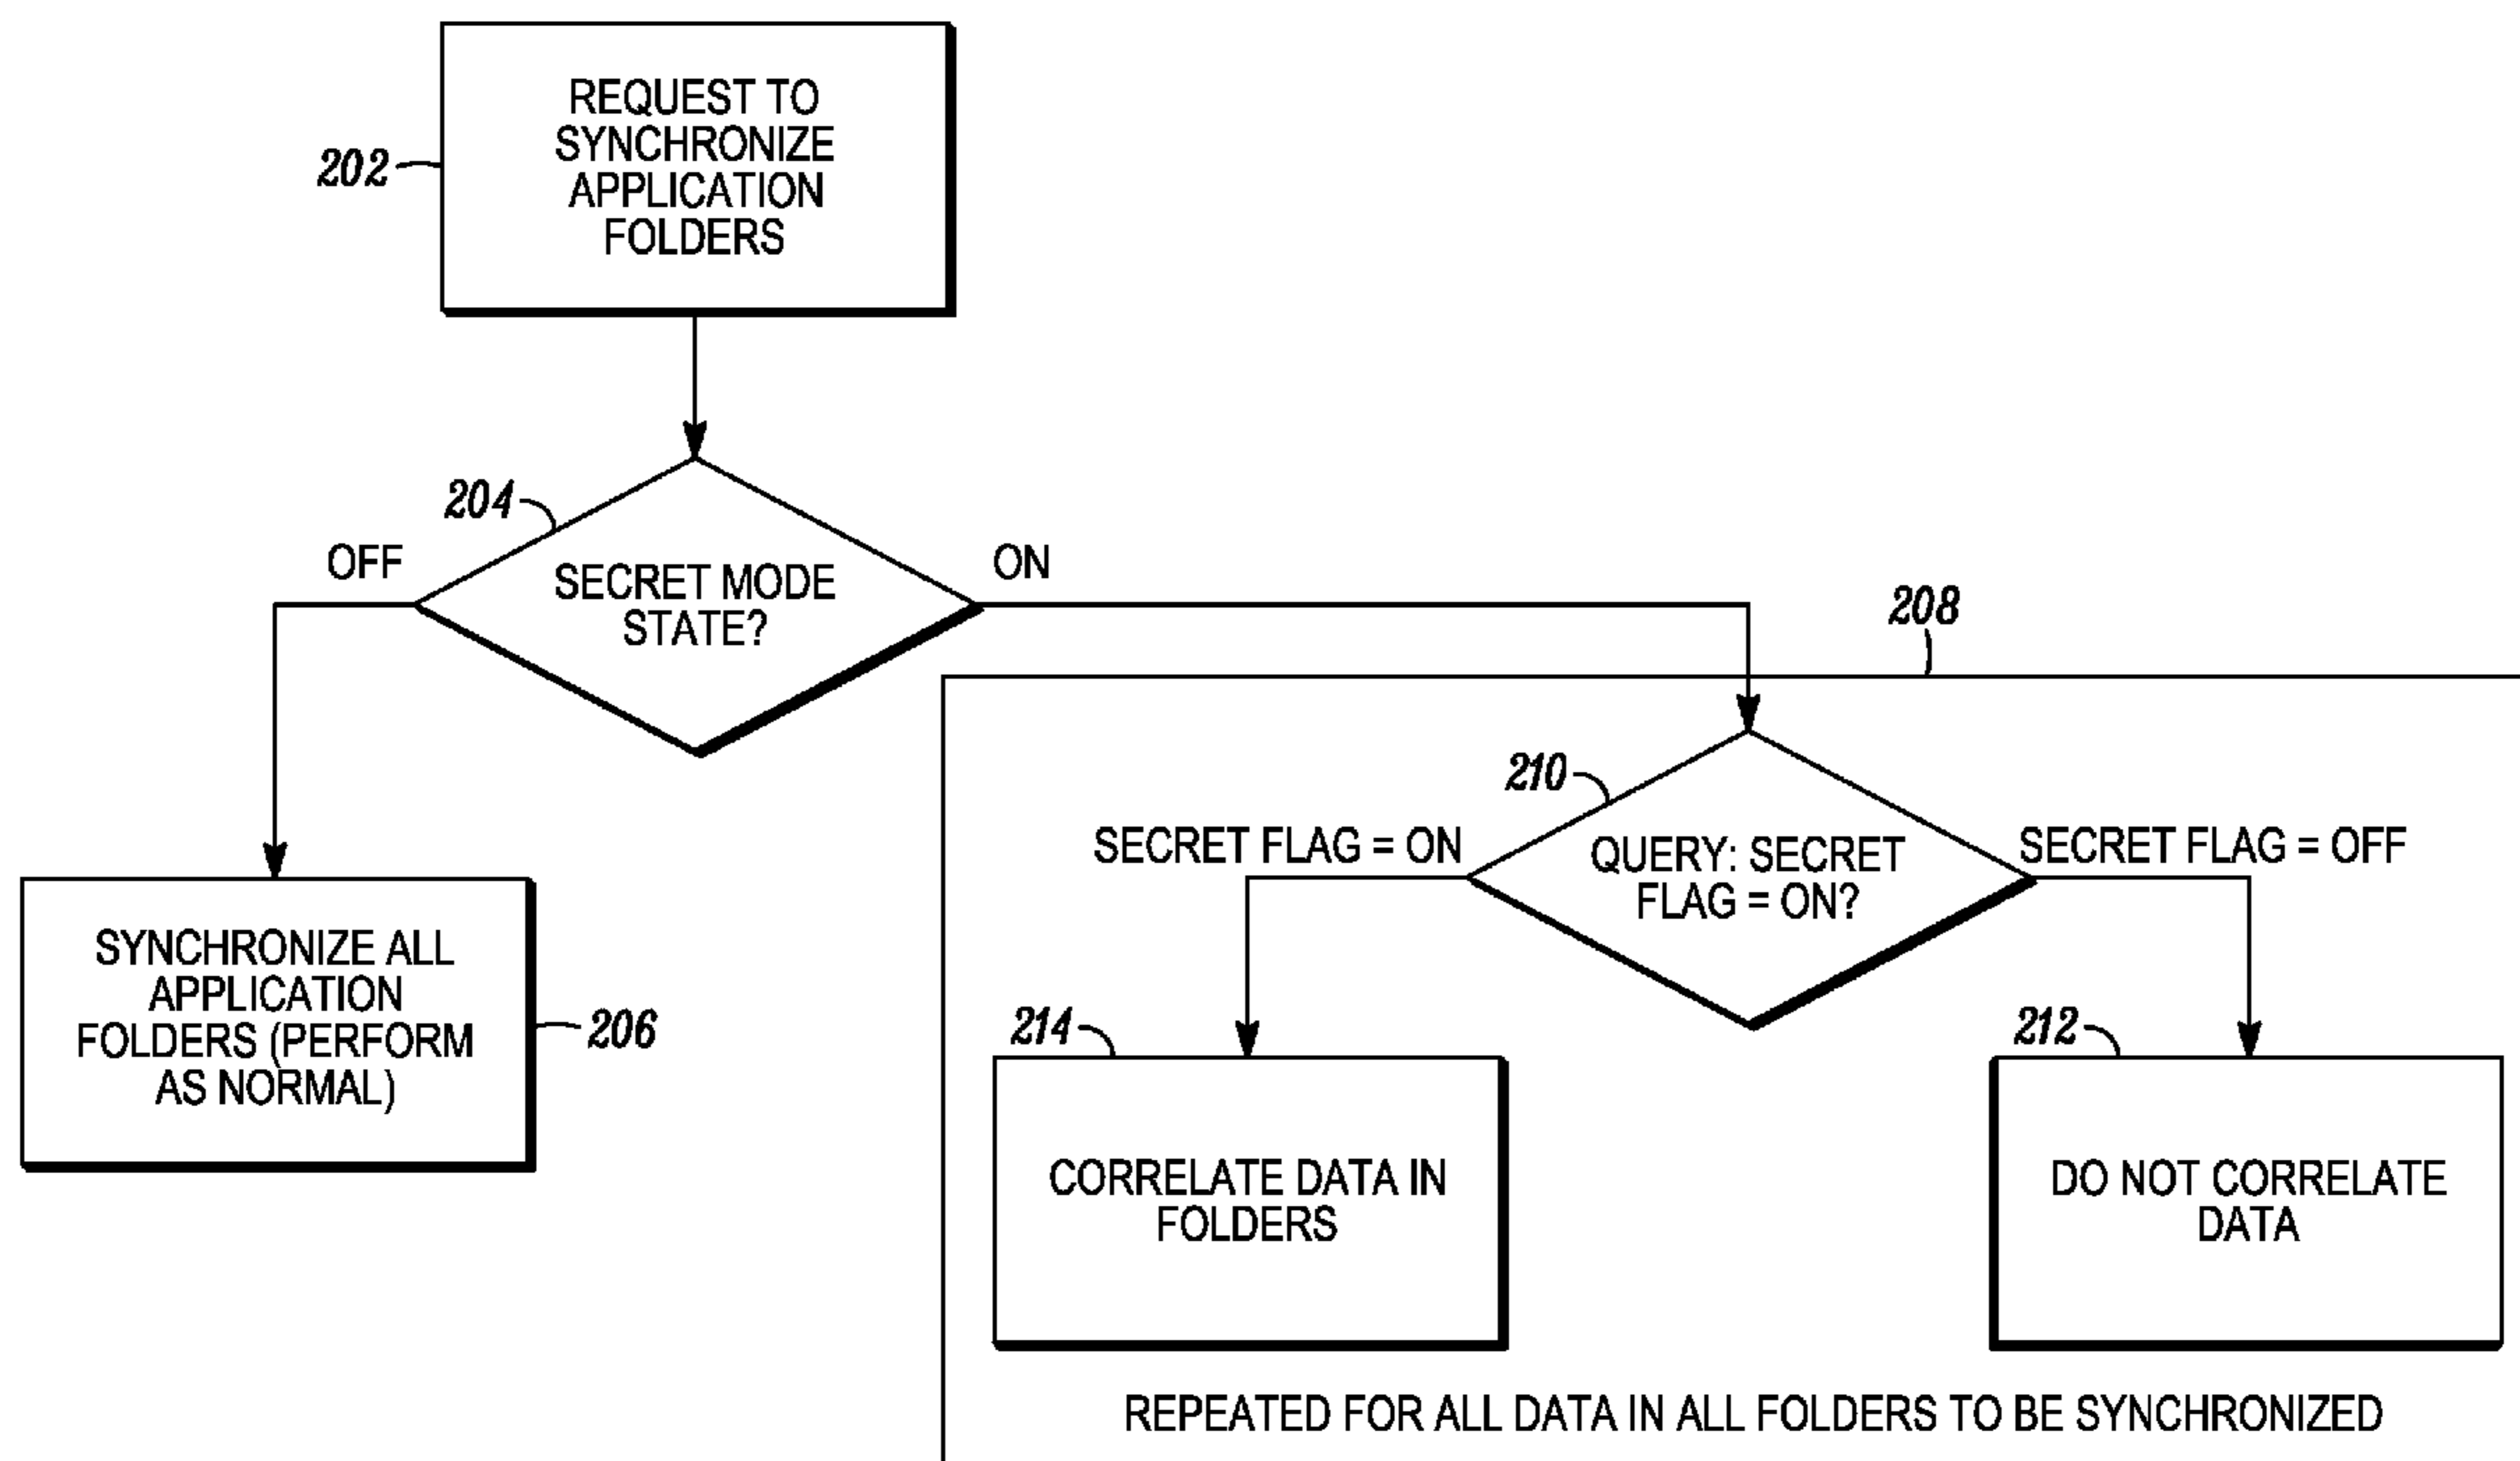 REQUEST TO
SYNCHRONIZE
APPLICATION
FOLDERS
202
204
OFF
SECRET MODE
STATE?
ON
208
210
SECRET FLAG = ON
QUERY: SECRET
FLAG = ON?
SECRET FLAG = OFF
SYNCHRONIZE ALL
APPLICATION
FOLDERS (PERFORM
AS NORMAL)
206
214
CORRELATE DATA IN
FOLDERS
212
DO NOT CORRELATE
DATA
REPEATED FOR ALL DATA IN ALL FOLDERS TO BE SYNCHRONIZED